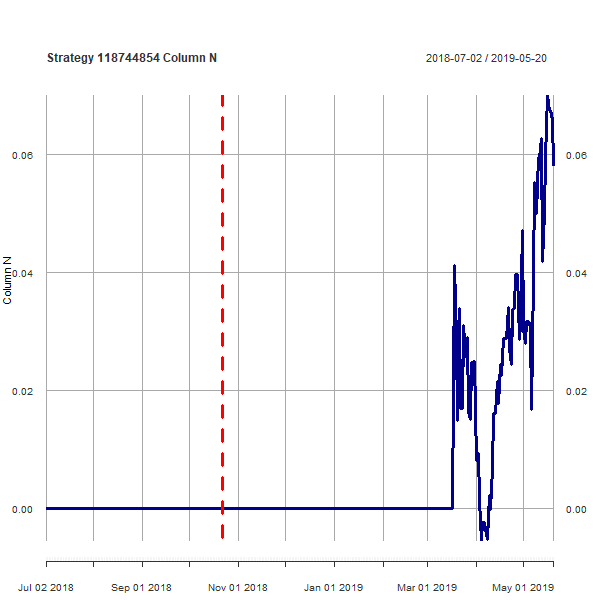 Strategy 118744854 Column N
2018-07-02 / 2019-05-20
0.06
0.06
0.04
0.04
Column N
0.02
0.02
0.00
0.00
Jul 02 2018
Sep 01 2018
Nov 01 2018
Jan 01 2019
Mar 01 2019
May 01 2019